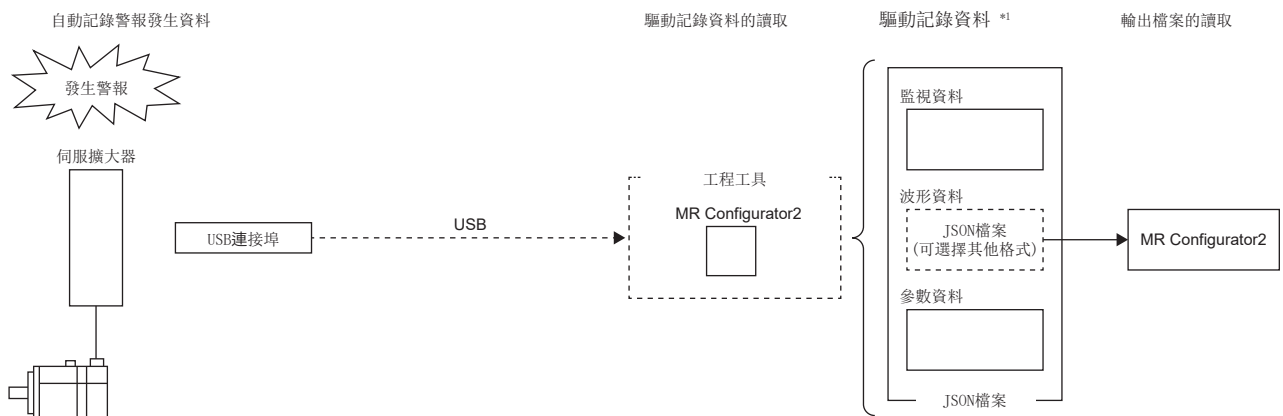 自動記錄警報發生資料
驅動記錄資料的讀取
驅動記錄資料 *1
輸出檔案的讀取
發生警報
伺服擴大器
USB連接埠
USB
工程工具
MR Configurator2
監視資料
波形資料
JSON檔案
(可選擇其他格式)
參數資料
JSON檔案
MR Configurator2